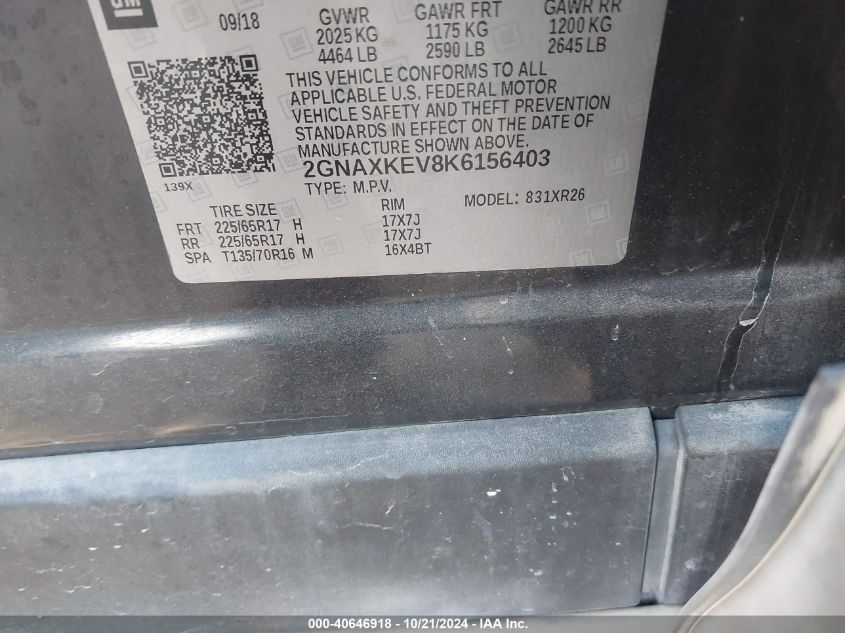 GM
09/18 GVWR GAWR FRT GAWR RR
2025 KG 1175 KG 1200 KG
4464 LB 2590 LB 2645 LB
THIS VEHICLE CONFORMS TO ALL
APPLICABLE U.S. FEDERAL MOTOR
VEHICLE SAFETY AND THEFT PREVENTION
STANDARDS IN EFFECT ON THE DATE OF
MANUFACTURE SHOWN ABOVE.
139X
2GNAXKEV8K6156403
TYPE: M.P.V. MODEL: 831XR26
TIRE SIZE RIM
FRT 225/65R17 H 17X7J
RR 225/65R17 H 17X7J
SPA T135/70R16 M 16X4BT
000-40646918 - 10/21/2024 - IAA Inc.